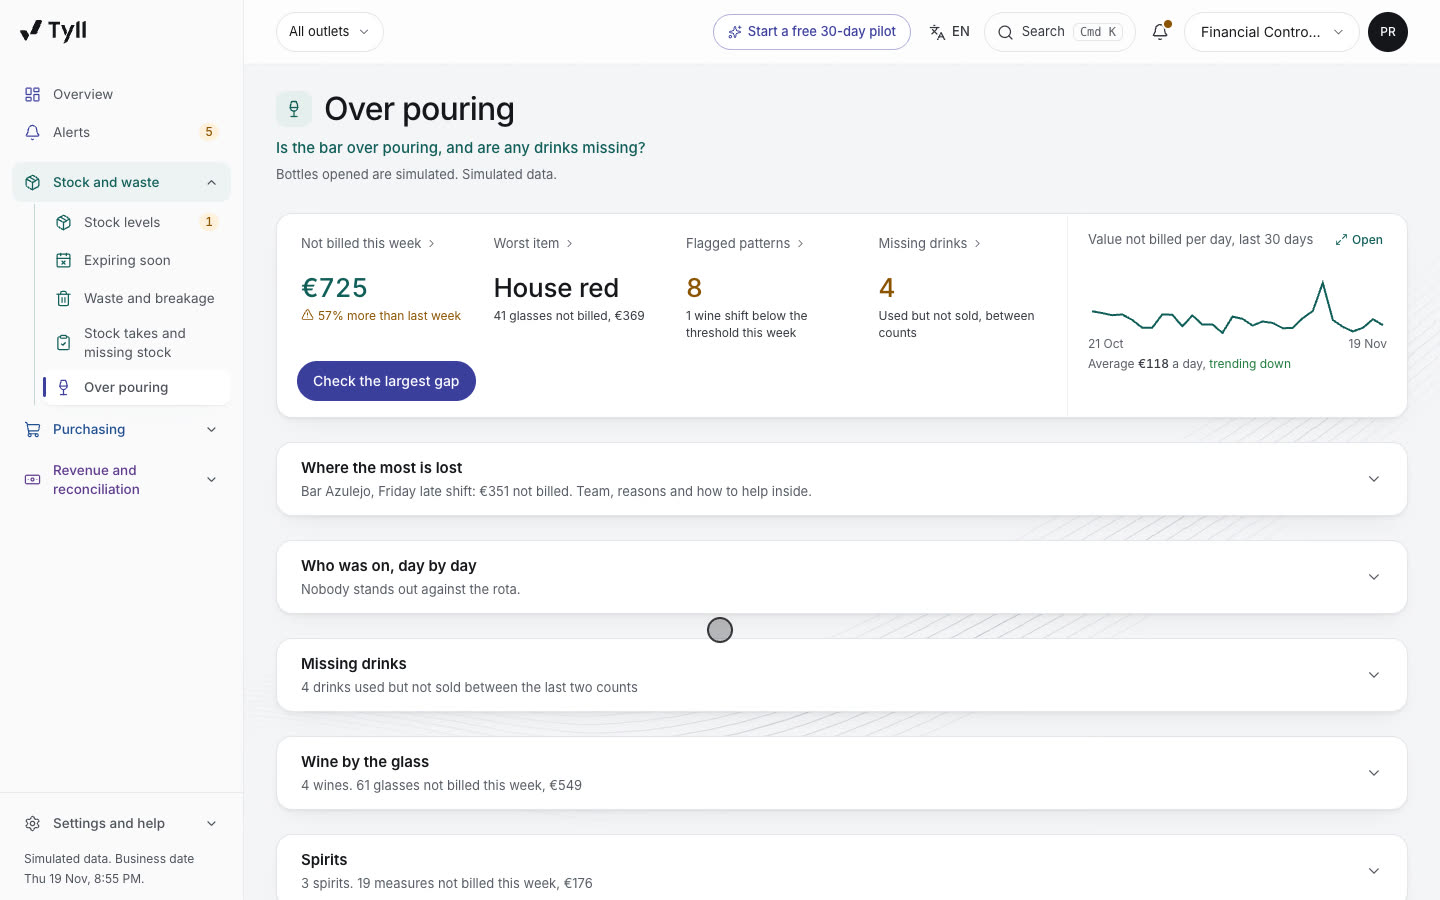 Tyll
All outlets
Start a free 30-day pilot
EN
Search
Cmd K
Financial Contro...
PR
Overview
Alerts
5
Stock and waste
Stock levels
1
Expiring soon
Waste and breakage
Stock takes and
missing stock
Over pouring
Purchasing
Revenue and
reconciliation
Settings and help
Simulated data. Business date
Thu 19 Nov, 8:55 PM.
Over pouring
Is the bar over pouring, and are any drinks missing?
Bottles opened are simulated. Simulated data.
Not billed this week
€725
57% more than last week
Worst item
House red
41 glasses not billed, €369
Flagged patterns
8
1 wine shift below the
threshold this week
Missing drinks
4
Used but not sold, between
counts
Check the largest gap
Value not billed per day, last 30 days
Open
21 Oct
19 Nov
Average €118 a day, trending down
Where the most is lost
Bar Azulejo, Friday late shift: €351 not billed. Team, reasons and how to help inside.
Who was on, day by day
Nobody stands out against the rota.
Missing drinks
4 drinks used but not sold between the last two counts
Wine by the glass
4 wines. 61 glasses not billed this week, €549
Spirits
3 spirits. 19 measures not billed this week, €176